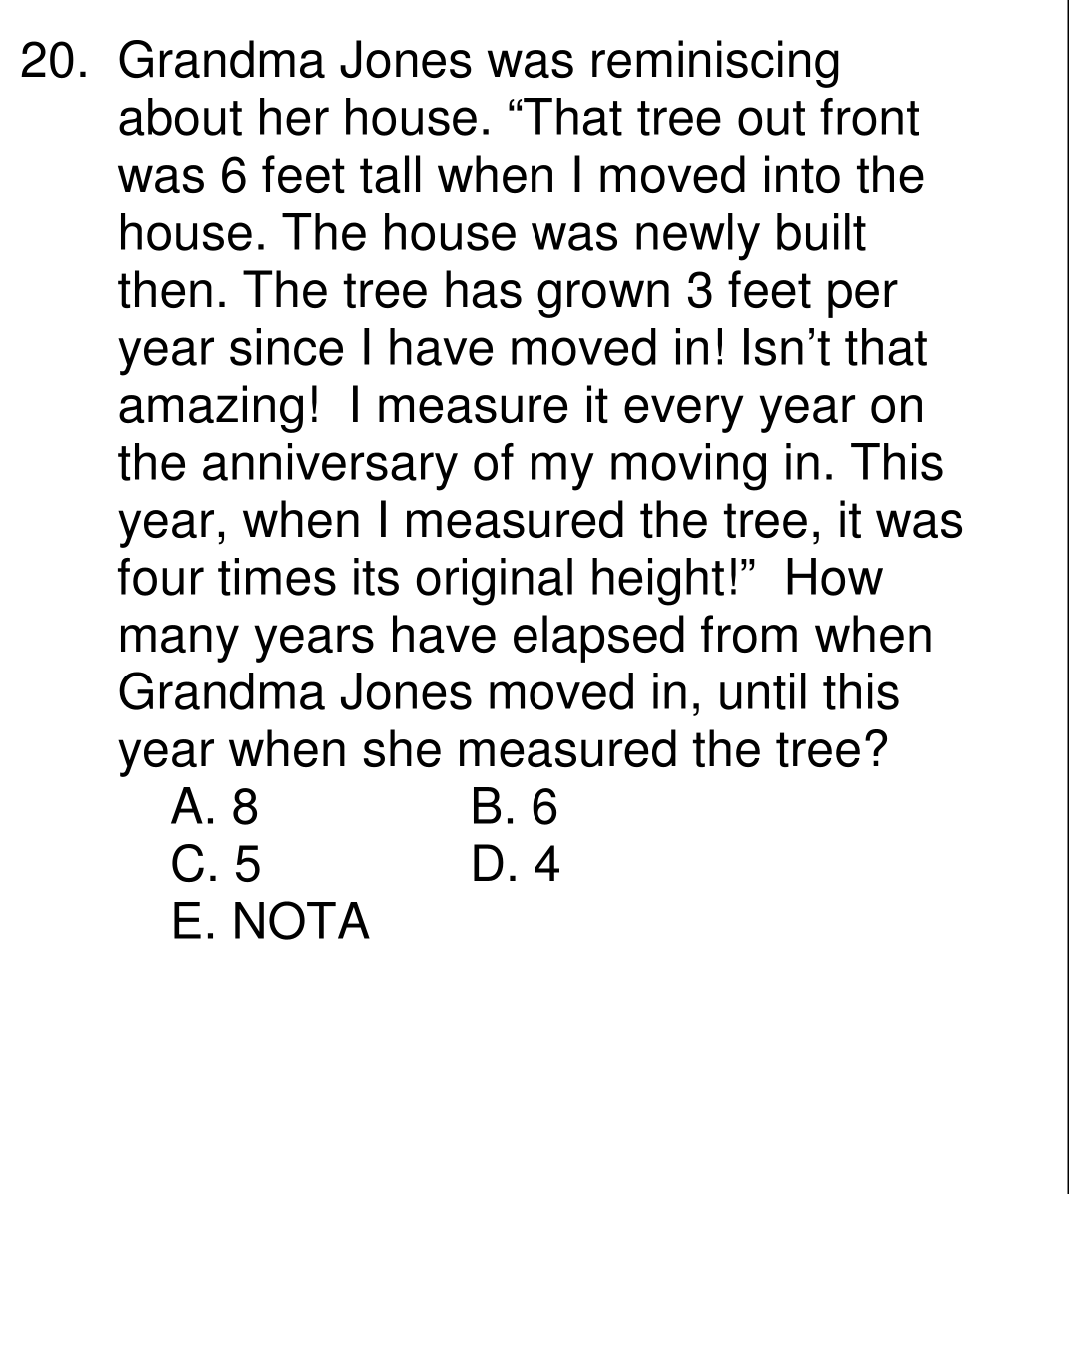 20. Grandma Jones was reminiscing
about her house. “That tree out front
was 6 feet tall when I moved into the
house. The house was newly built
then. The tree has grown 3 feet per
year since I have moved in! Isn’t that
amazing!  I measure it every year on
the anniversary of my moving in. This
year, when I measured the tree, it was
four times its original height!”  How
many years have elapsed from when
Grandma Jones moved in, until this
year when she measured the tree?
A. 8 B. 6
C. 5 D. 4
E. NOTA